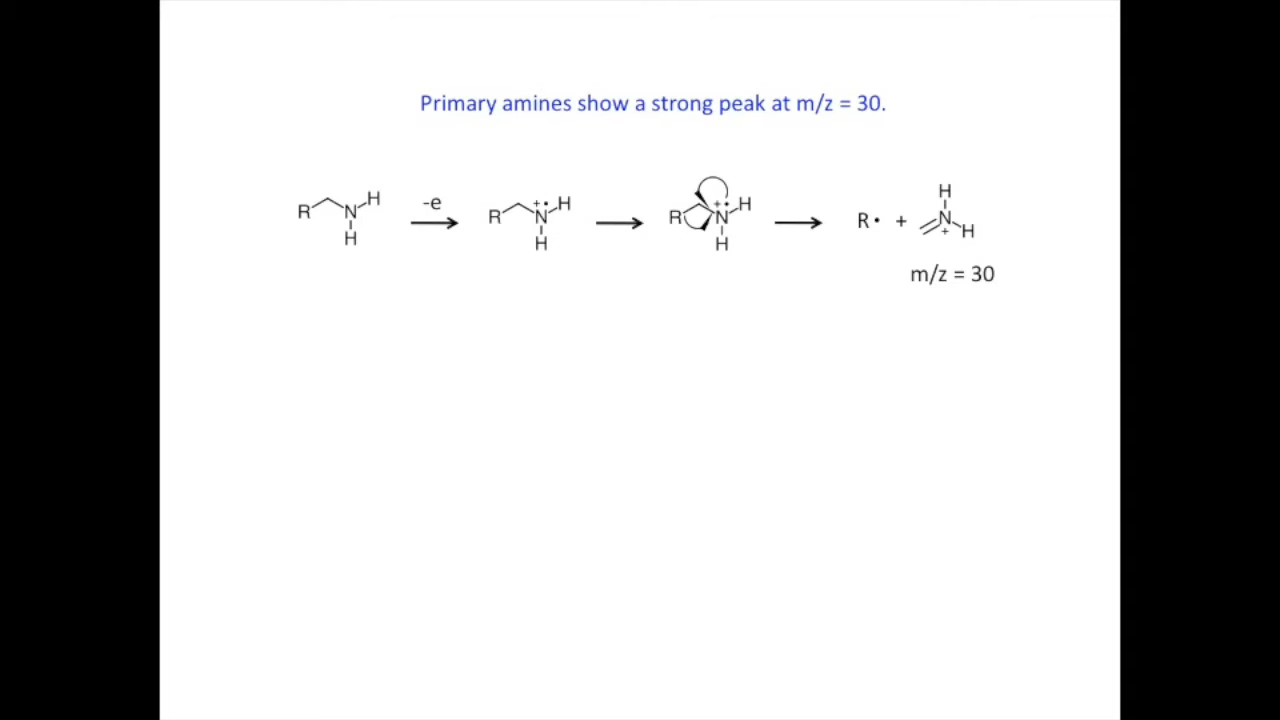 Primary amines show a strong peak at m/z = 30.
R N H H -e R N +• H H R N +• H H R • + H N + H
m/z = 30